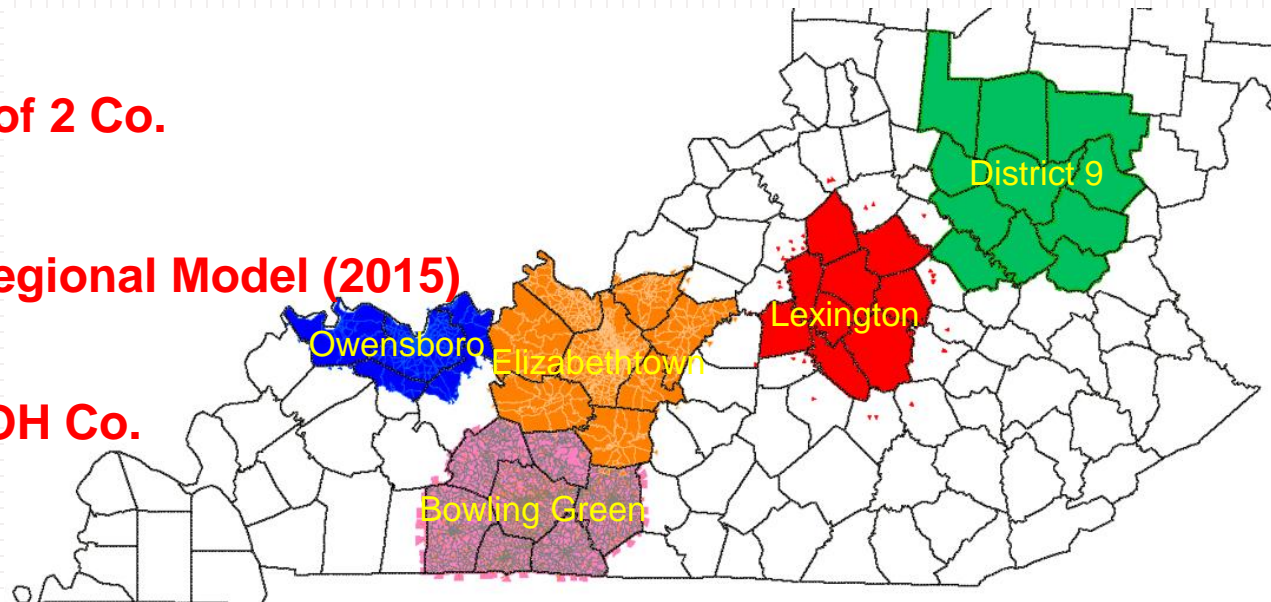 of 2 Co.
District 9
egional Model (2015)
Lexington
Owensboro
Elizabethtown
OH Co.
Bowling Green